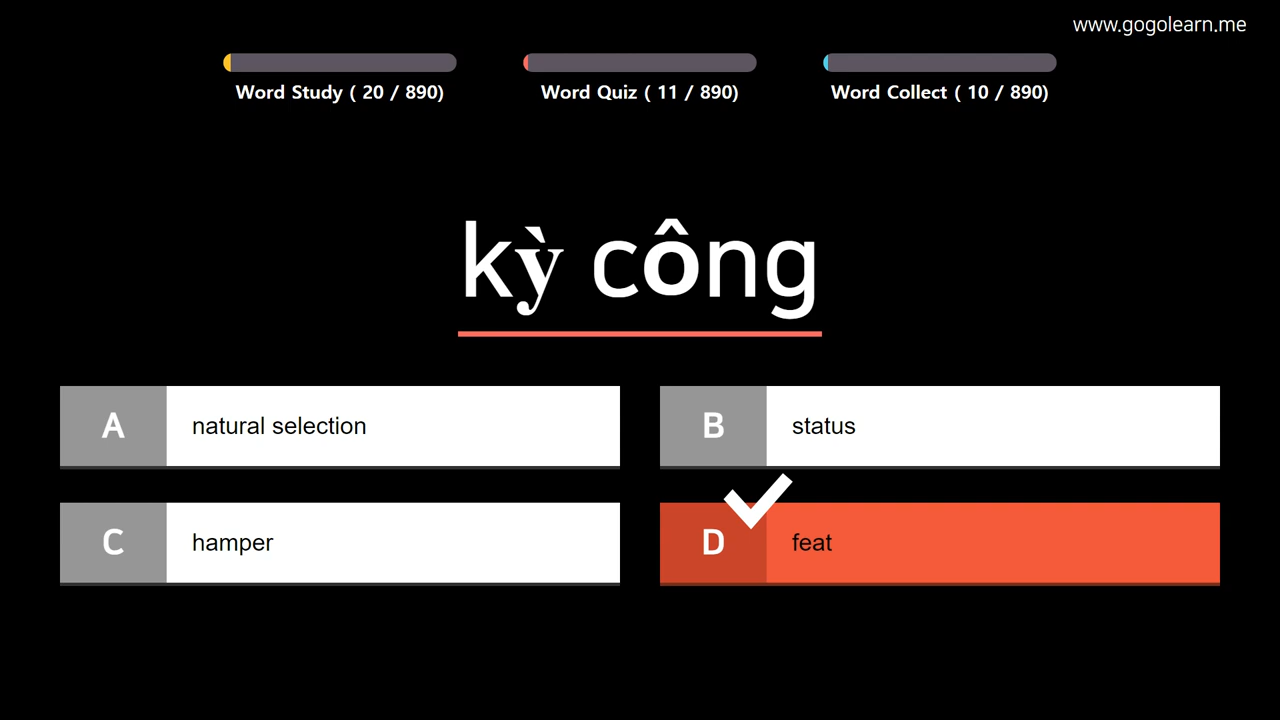 www.gogolearn.me
Word Study ( 20 / 890)
Word Quiz ( 11 / 890)
Word Collect ( 10 / 890)
kỳ công
A natural selection
B status
C hamper
D feat